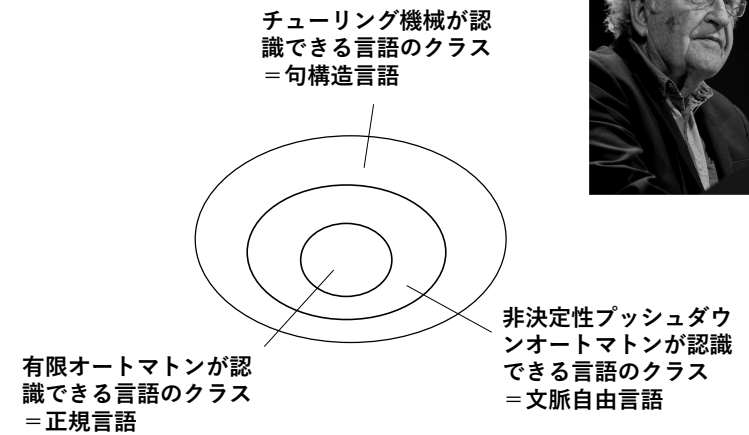 チューリング機械が認
識できる言語のクラス
＝句構造言語
非決定性プッシュダウ
ンオートマトンが認識
できる言語のクラス
＝文脈自由言語
有限オートマトンが認
識できる言語のクラス
＝正規言語